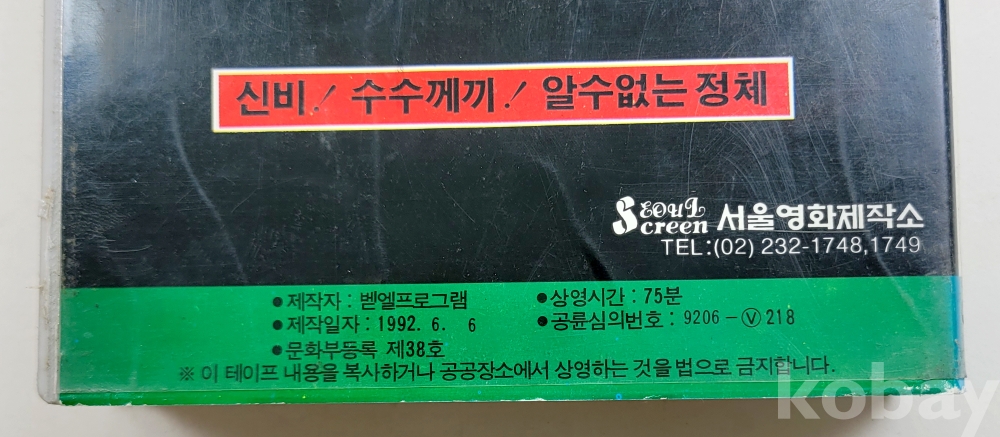 신비! 수수께끼! 알수없는 정체
SEOUL Screen 서울영화제작소
TEL:(02) 232-1748,1749
●제작자 : 벧엘프로그램 ●상영시간 : 75분
●제작일자 : 1992. 6. 6 ●공륜심의번호 : 9206-Ⓥ218
●문화부등록 제38호
※ 이 테이프 내용을 복사하거나 공공장소에서 상영하는 것을 법으로 금지합니다.
kobay